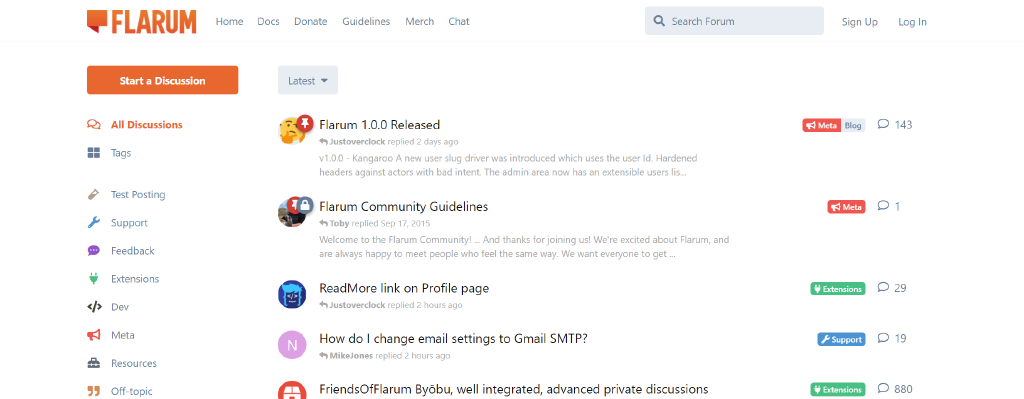 FLARUM Home Docs Donate Guidelines Merch Chat Search Forum Sign Up Log In
Start a Discussion
Latest
All Discussions
Tags
Test Posting
Support
Feedback
Extensions
Dev
Meta
Resources
Off-topic
Flarum 1.0.0 Released Meta Blog 143
Justoverclock replied 2 days ago
v1.0.0 - Kangaroo A new user slug driver was introduced which uses the user Id. Hardened
headers against actors with bad intent. The admin area now has an extensible users lis...
Flarum Community Guidelines Meta 1
Toby replied Sep 17, 2015
Welcome to the Flarum Community! ... And thanks for joining us! We're excited about Flarum, and
are always happy to meet people who feel the same way. We want everyone to get ...
ReadMore link on Profile page Extensions 29
Justoverclock replied 2 hours ago
N
How do I change email settings to Gmail SMTP? Support 19
MikeJones replied 2 hours ago
FriendsOfFlarum Byōbu, well integrated, advanced private discussions Extensions 880